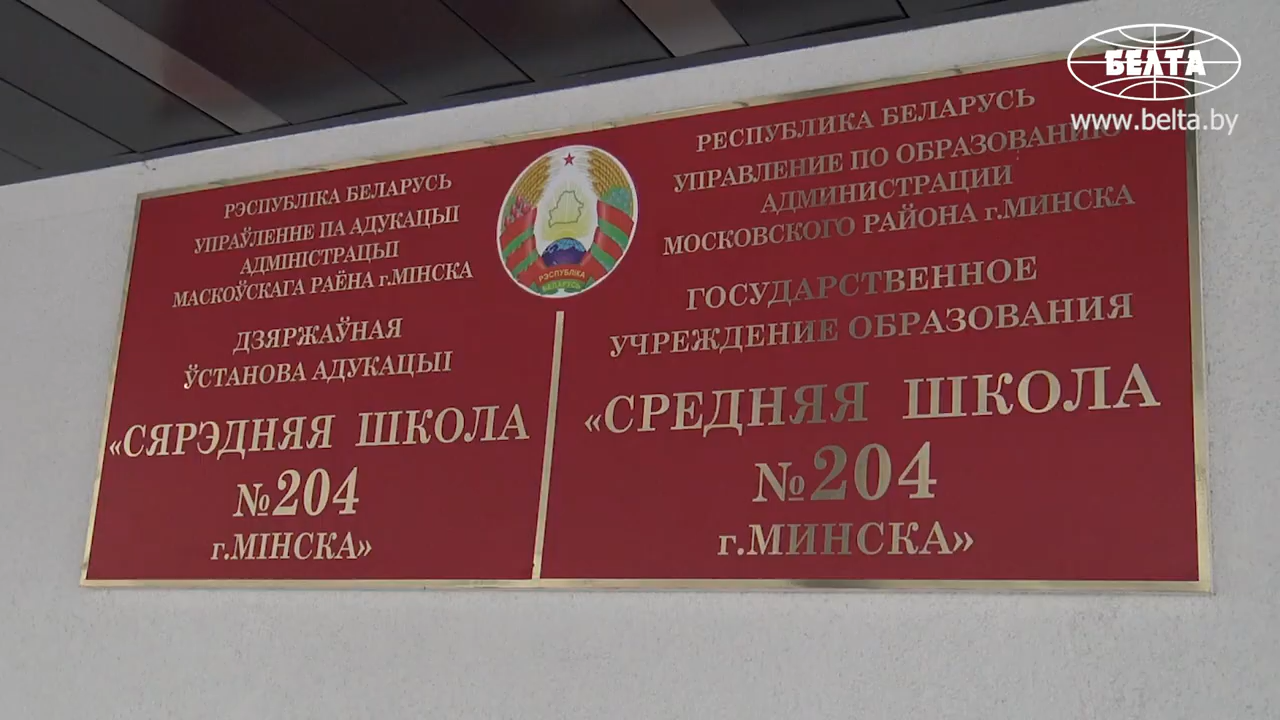 БЕЛТА
www.belta.by
РЭСПУБЛІКА БЕЛАРУСЬ
УПРАЎЛЕННЕ ПА АДУКАЦЫІ
АДМІНІСТРАЦЫІ
МАСКОЎСКАГА РАЁНА г.МІНСКА
ДЗЯРЖАЎНАЯ
ЎСТАНОВА АДУКАЦЫІ
«СЯРЭДНЯЯ ШКОЛА
№204
г.МІНСКА»
РЭСПУБЛІКА
БЕЛАРУСЬ
РЕСПУБЛИКА БЕЛАРУСЬ
УПРАВЛЕНИЕ ПО ОБРАЗОВАНИЮ
АДМИНИСТРАЦИИ
МОСКОВСКОГО РАЙОНА г.МИНСКА
ГОСУДАРСТВЕННОЕ
УЧРЕЖДЕНИЕ ОБРАЗОВАНИЯ
«СРЕДНЯЯ ШКОЛА
№204
г.МИНСКА»